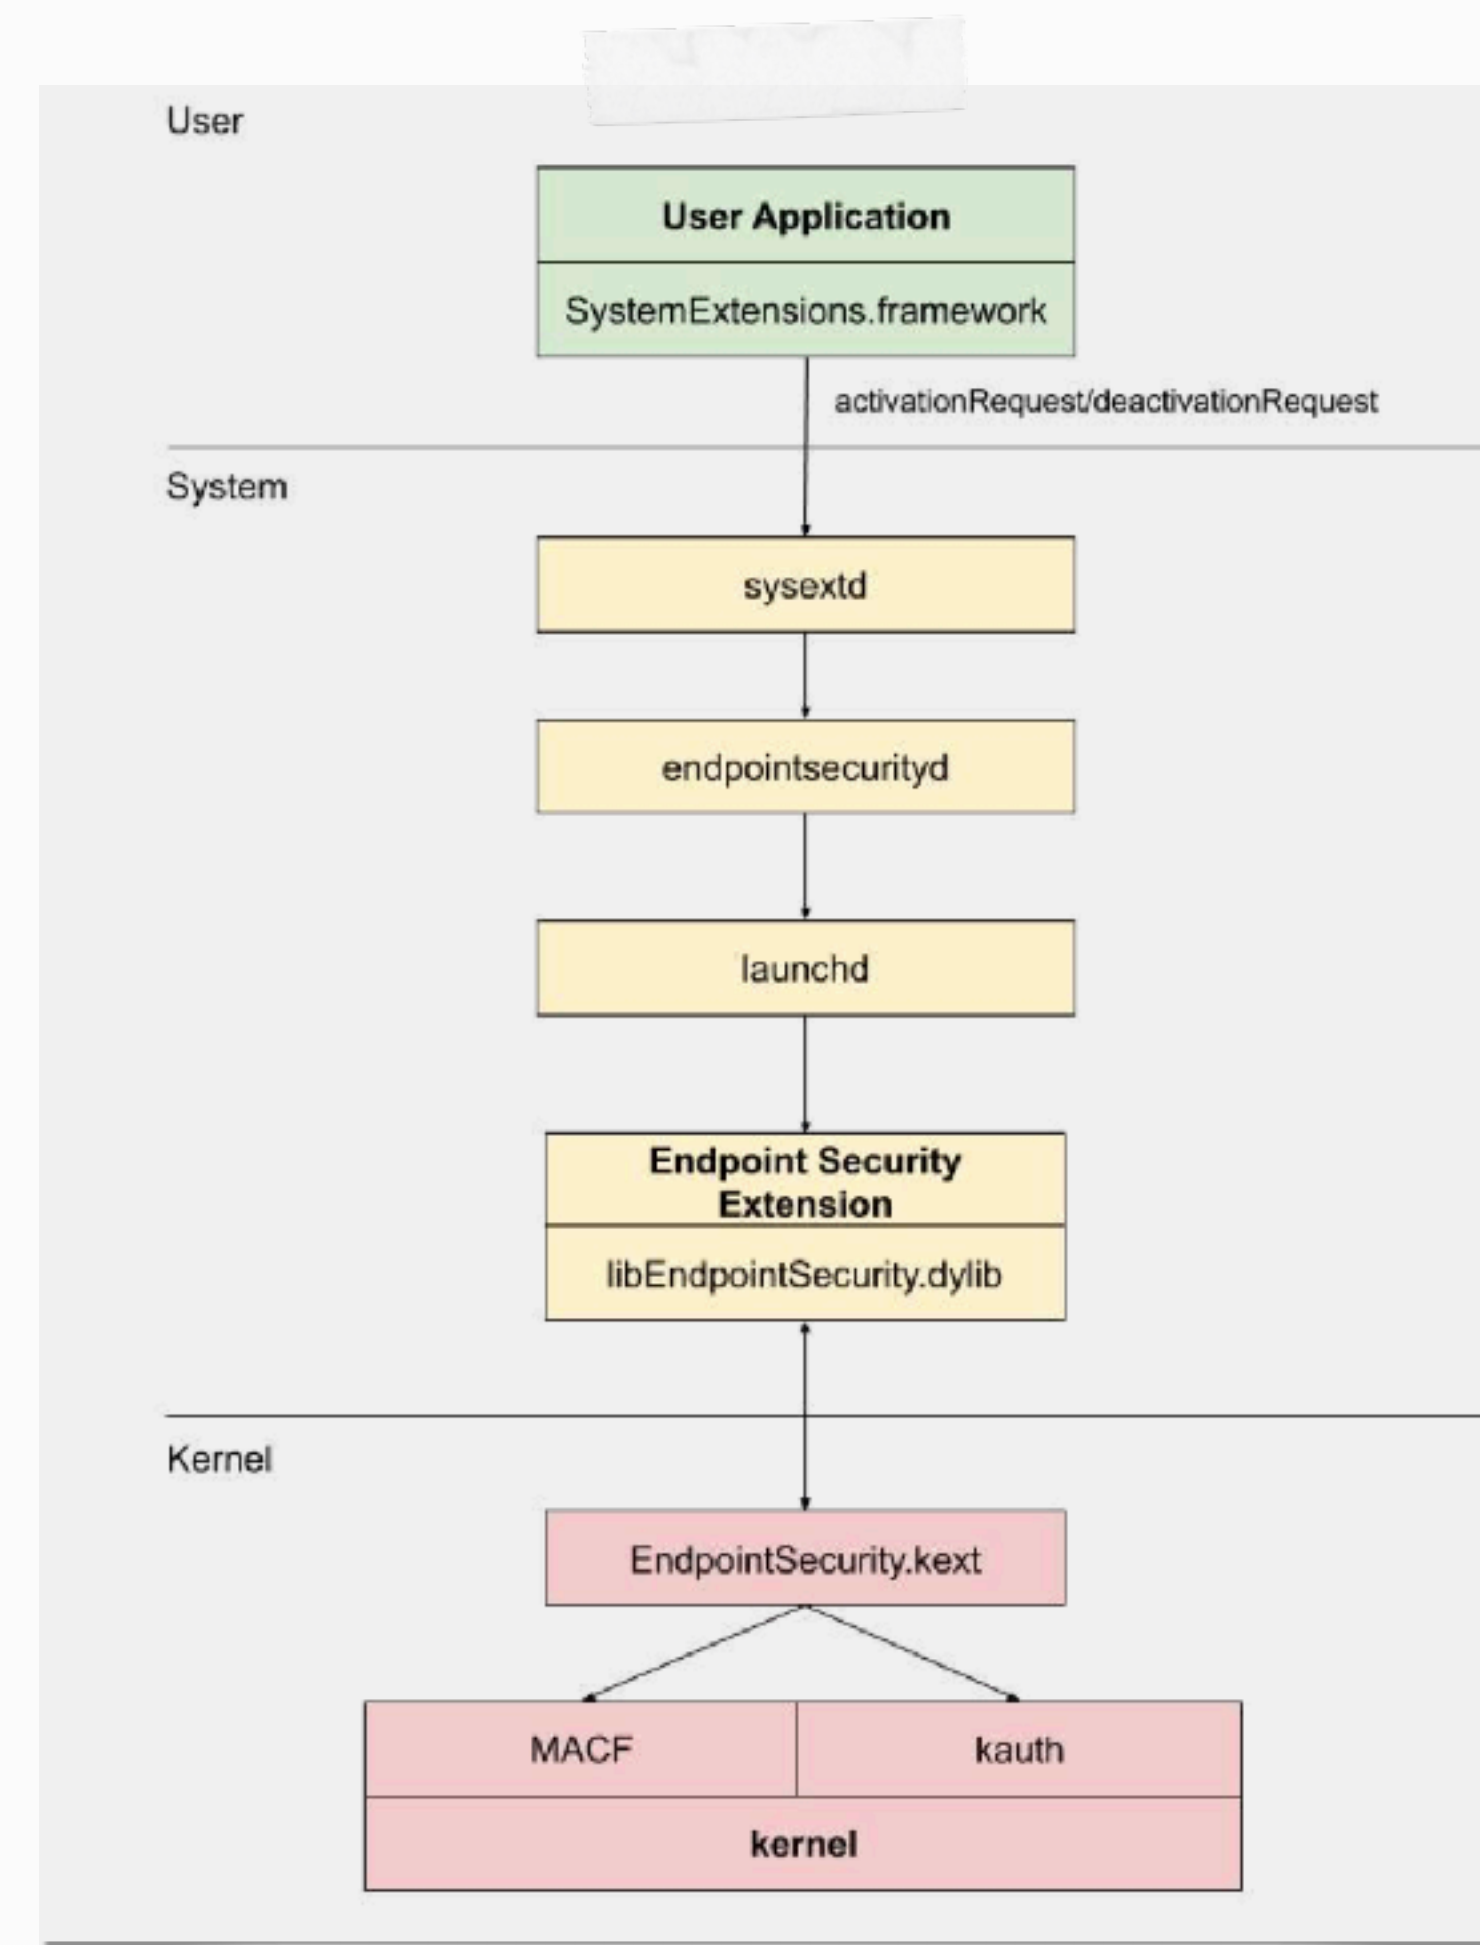 User
User Application
SystemExtensions.framework
activationRequest/deactivationRequest
System
sysextd
endpointsecurityd
launchd
Endpoint Security
Extension
libEndpointSecurity.dylib
Kernel
EndpointSecurity.kext
MACF
kauth
kernel